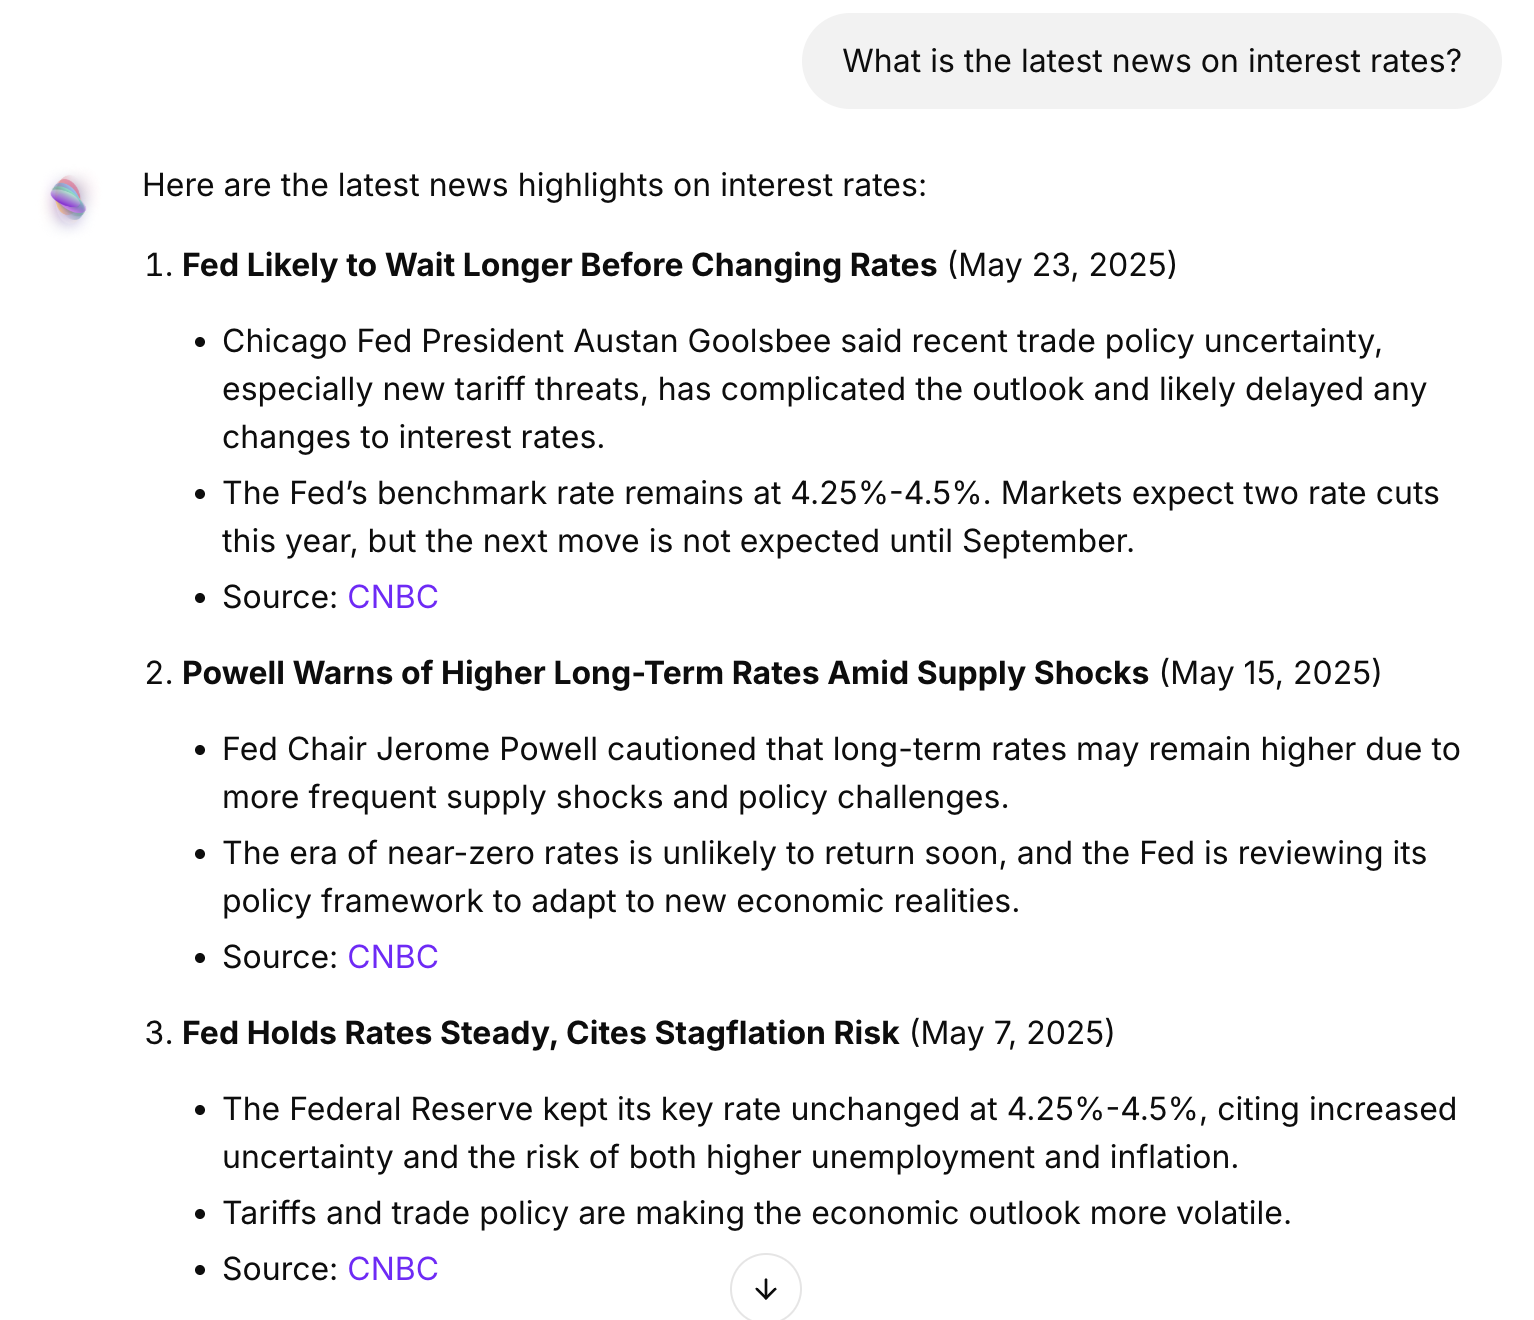 What is the latest news on interest rates?
Here are the latest news highlights on interest rates:
1. Fed Likely to Wait Longer Before Changing Rates (May 23, 2025)
• Chicago Fed President Austan Goolsbee said recent trade policy uncertainty,
especially new tariff threats, has complicated the outlook and likely delayed any
changes to interest rates.
• The Fed’s benchmark rate remains at 4.25%-4.5%. Markets expect two rate cuts
this year, but the next move is not expected until September.
• Source: CNBC
2. Powell Warns of Higher Long-Term Rates Amid Supply Shocks (May 15, 2025)
• Fed Chair Jerome Powell cautioned that long-term rates may remain higher due to
more frequent supply shocks and policy challenges.
• The era of near-zero rates is unlikely to return soon, and the Fed is reviewing its
policy framework to adapt to new economic realities.
• Source: CNBC
3. Fed Holds Rates Steady, Cites Stagflation Risk (May 7, 2025)
• The Federal Reserve kept its key rate unchanged at 4.25%-4.5%, citing increased
uncertainty and the risk of both higher unemployment and inflation.
• Tariffs and trade policy are making the economic outlook more volatile.
• Source: CNBC